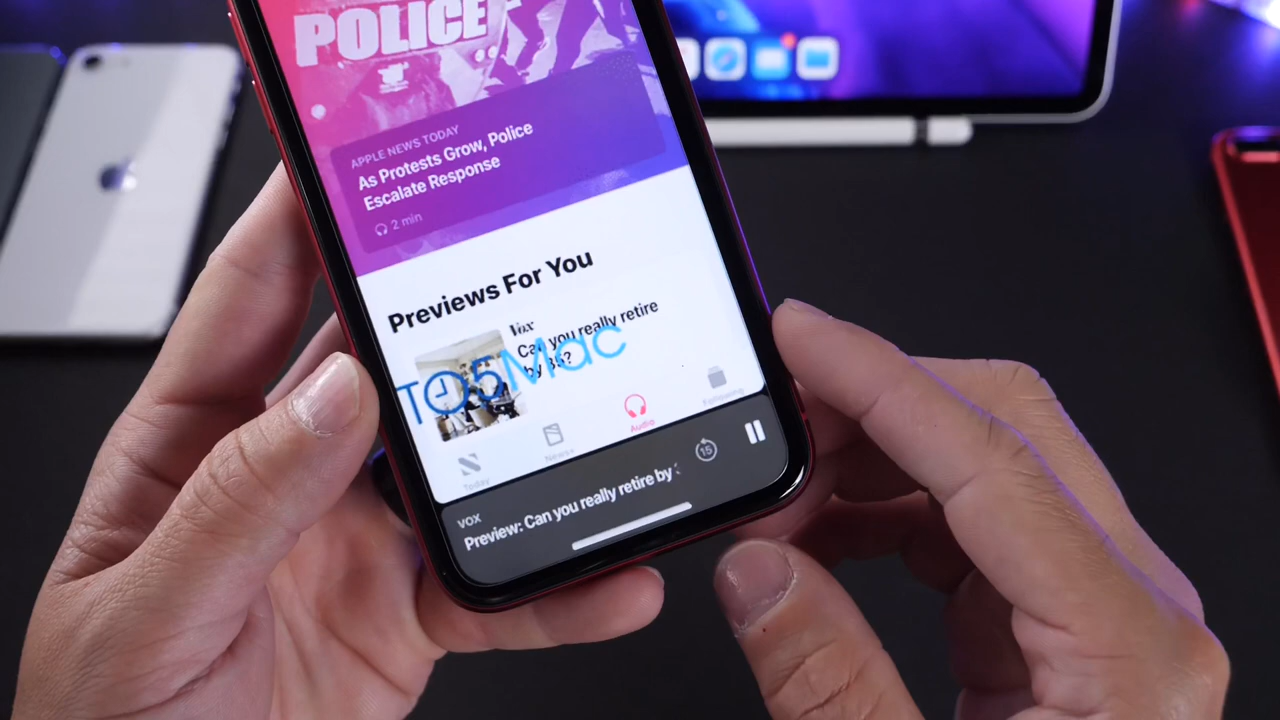 POLICE
APPLE NEWS TODAY
As Protests Grow, Police
Escalate Response
2 min
Previews For You
Vox
Can you really retire
by 35?
TO5Mac
Today
News+
Audio
Following
15
VOX
Preview: Can you really retire by